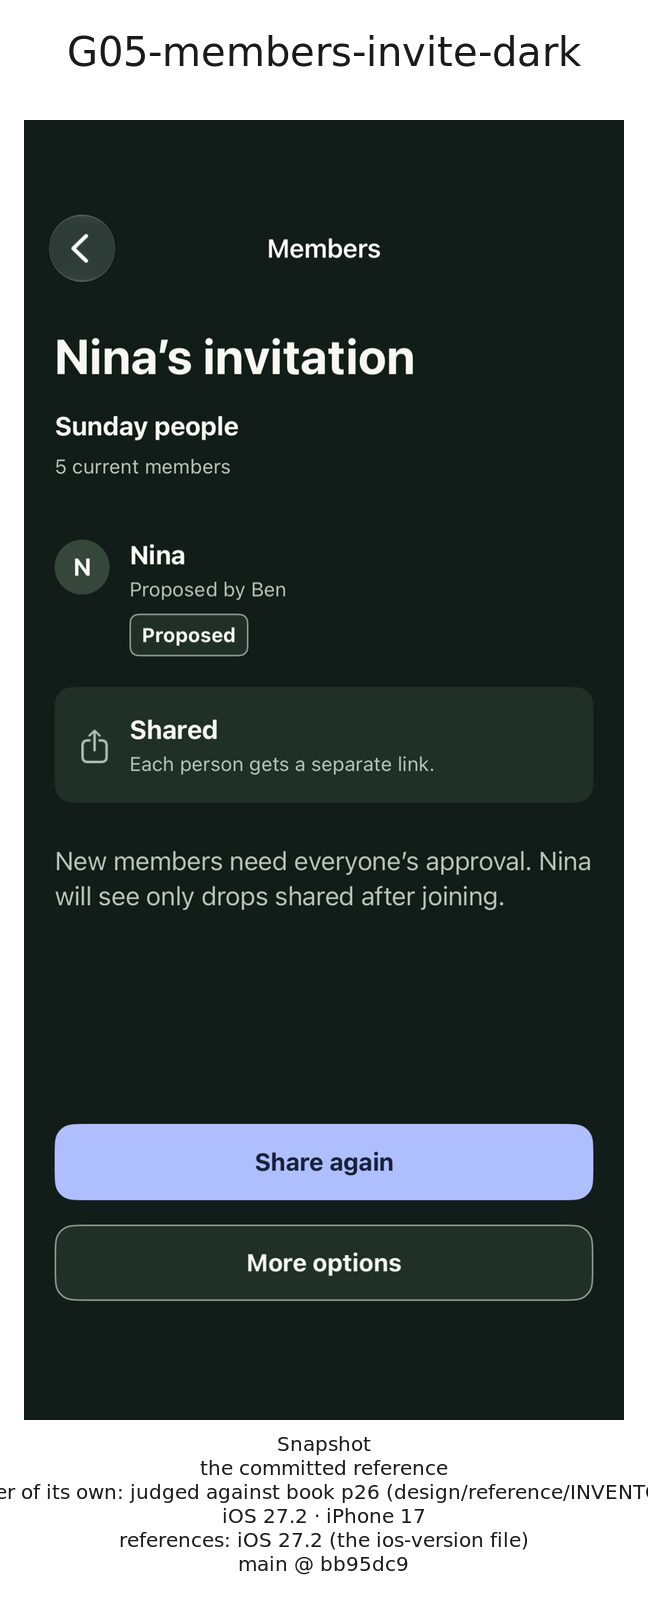 G05-members-invite-dark
Members
Nina’s invitation
Sunday people
5 current members
N
Nina
Proposed by Ben
Proposed
Shared
Each person gets a separate link.
New members need everyone’s approval. Nina
will see only drops shared after joining.
Share again
More options
Snapshot
the committed reference
of its own: judged against book p26
iOS 27.2 · iPhone 17
references: iOS 27.2 (the ios-version file)
main @ bb95dc9